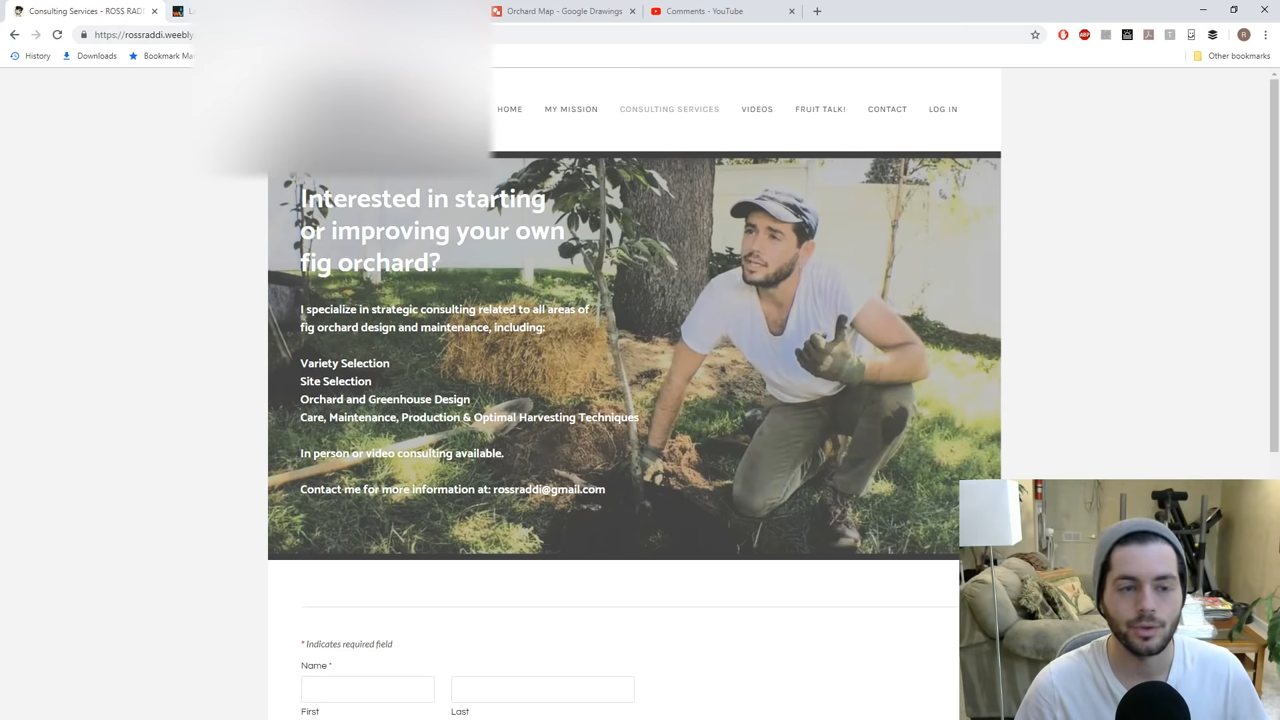 Consulting Services - ROSS RAD
Orchard Map - Google Drawings
Comments - YouTube
https://rossraddi.weebly
History
Downloads
Bookmark Ma
Other bookmarks
HOME
MY MISSION
CONSULTING SERVICES
VIDEOS
FRUIT TALK!
CONTACT
LOG IN
Interested in starting
or improving your own
fig orchard?
I specialize in strategic consulting related to all areas of
fig orchard design and maintenance, including:
Variety Selection
Site Selection
Orchard and Greenhouse Design
Care, Maintenance, Production & Optimal Harvesting Techniques
In person or video consulting available.
Contact me for more information at: rossraddi@gmail.com
* Indicates required field
Name *
First
Last